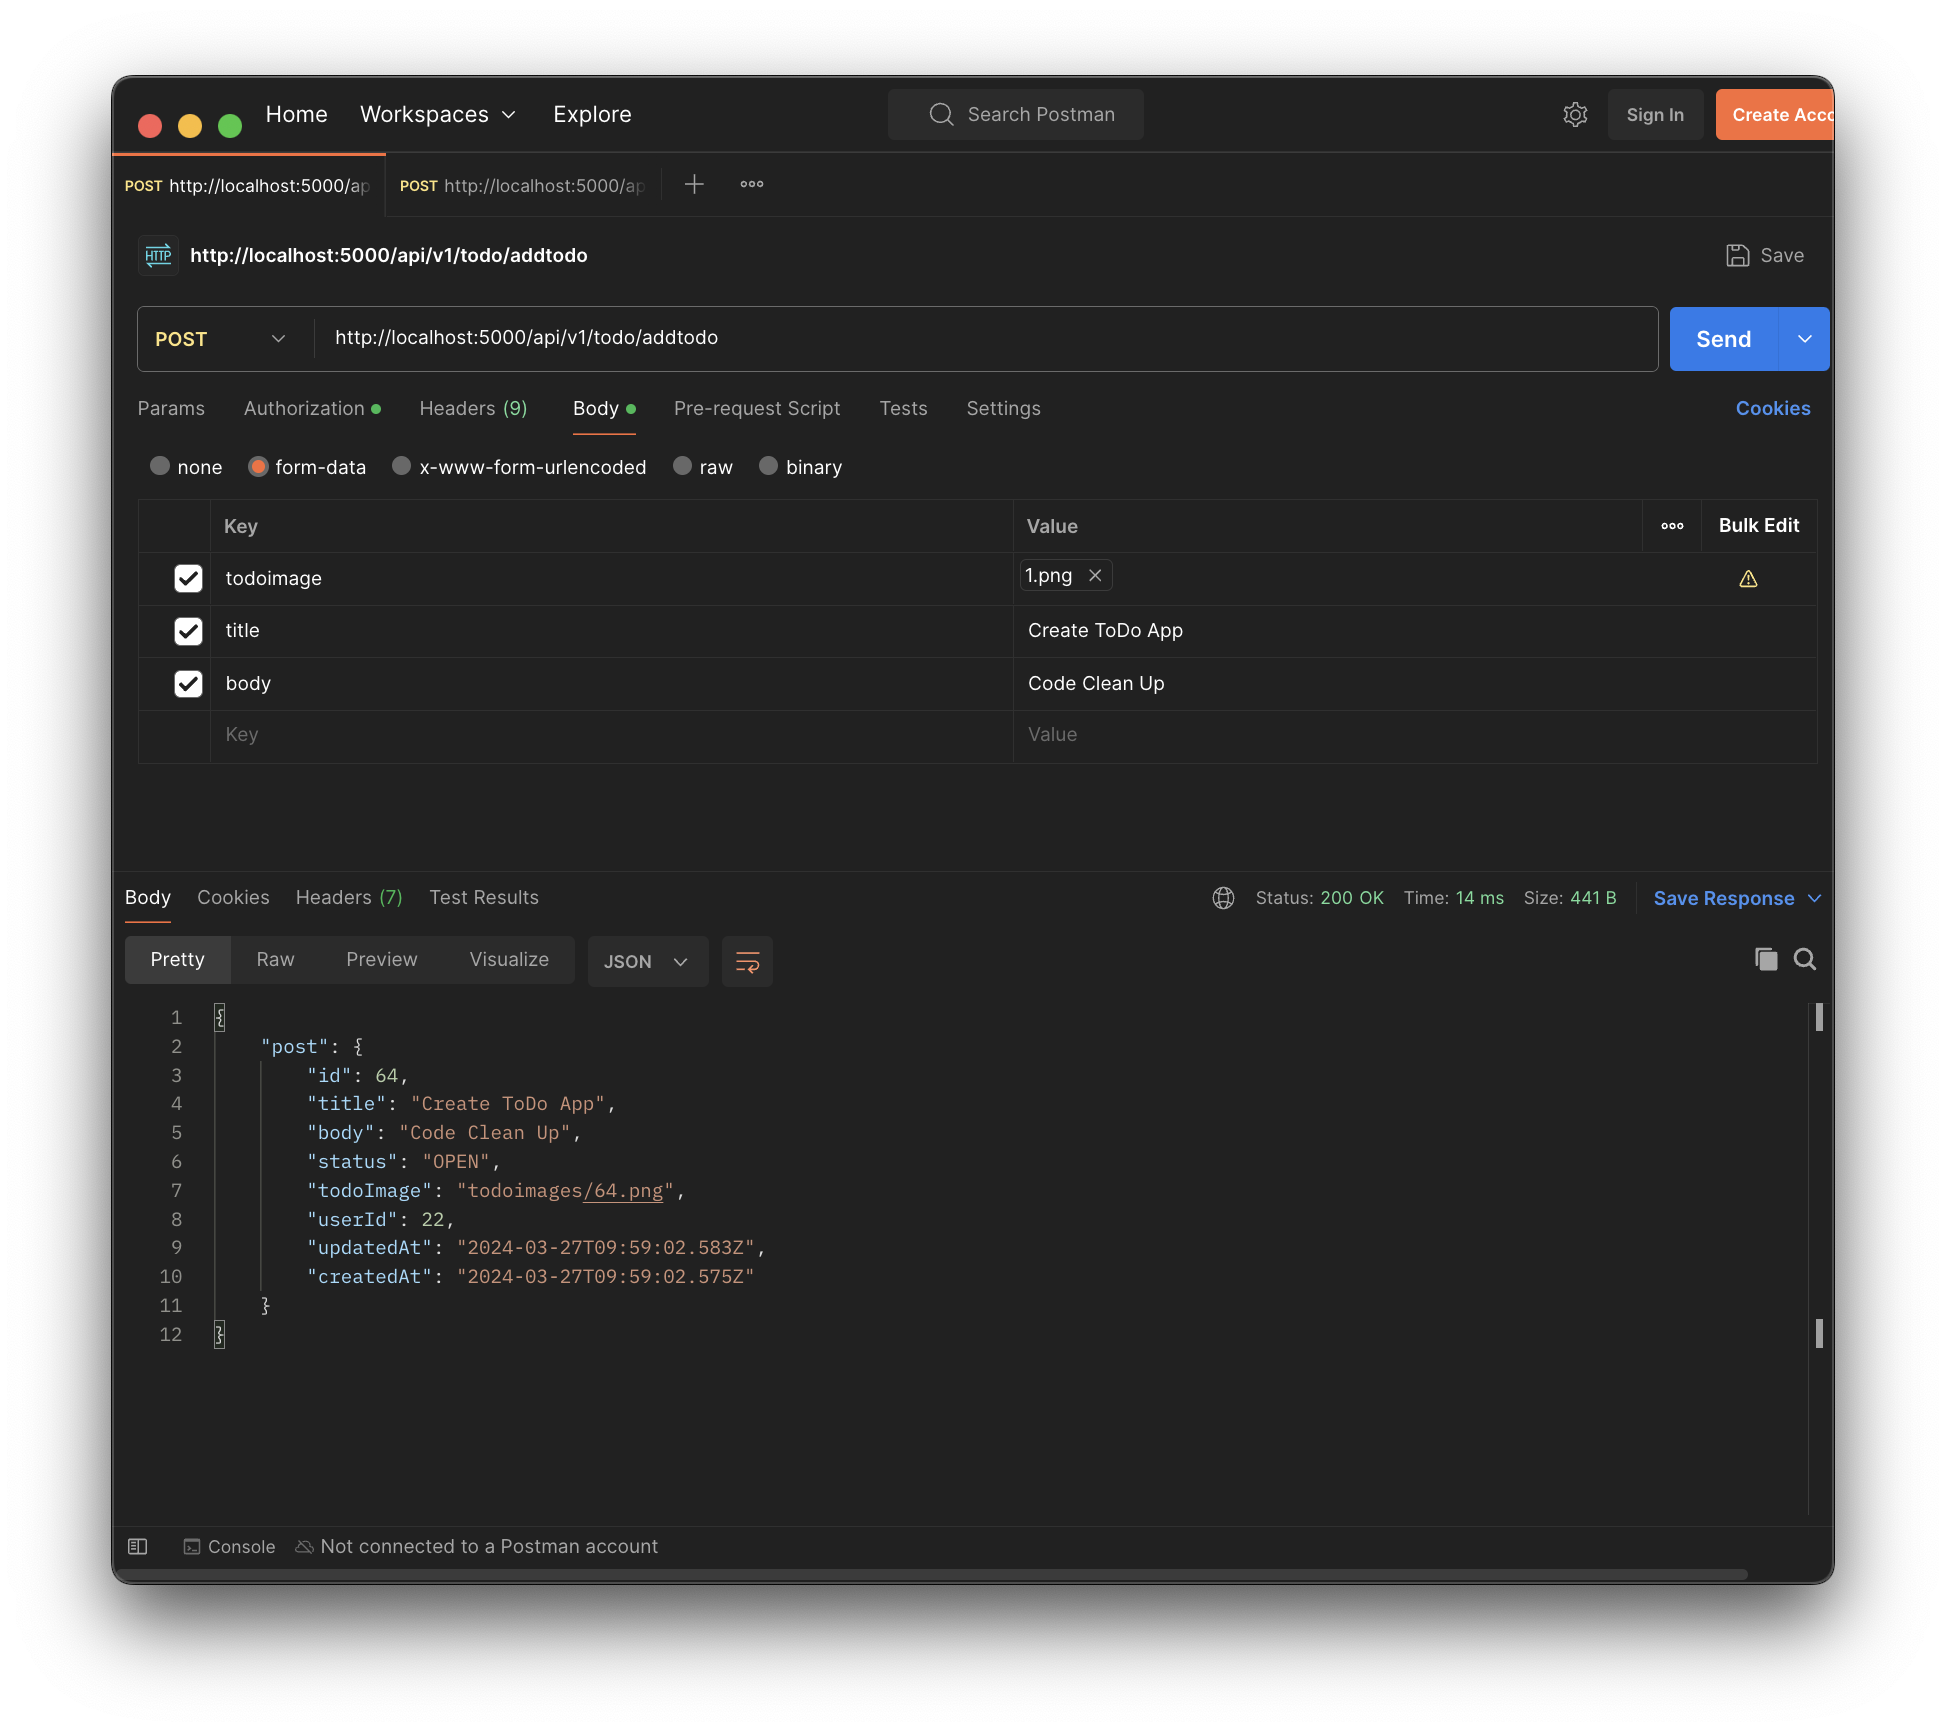 Home Workspaces Explore Search Postman Sign In Create Acco
POST http://localhost:5000/ap POST http://localhost:5000/ap
HTTP http://localhost:5000/api/v1/todo/addtodo Save
POST http://localhost:5000/api/v1/todo/addtodo Send
Params Authorization Headers (9) Body Pre-request Script Tests Settings Cookies
none form-data x-www-form-urlencoded raw binary
Key Value Bulk Edit
todoimage 1.png
title Create ToDo App
body Code Clean Up
Key Value
Body Cookies Headers (7) Test Results Status: 200 OK Time: 14 ms Size: 441 B Save Response
Pretty Raw Preview Visualize JSON
1 {
2 "post": {
3 "id": 64,
4 "title": "Create ToDo App",
5 "body": "Code Clean Up",
6 "status": "OPEN",
7 "todoImage": "todoimages/64.png",
8 "userId": 22,
9 "updatedAt": "2024-03-27T09:59:02.583Z",
10 "createdAt": "2024-03-27T09:59:02.575Z"
11 }
12 }
Console Not connected to a Postman account